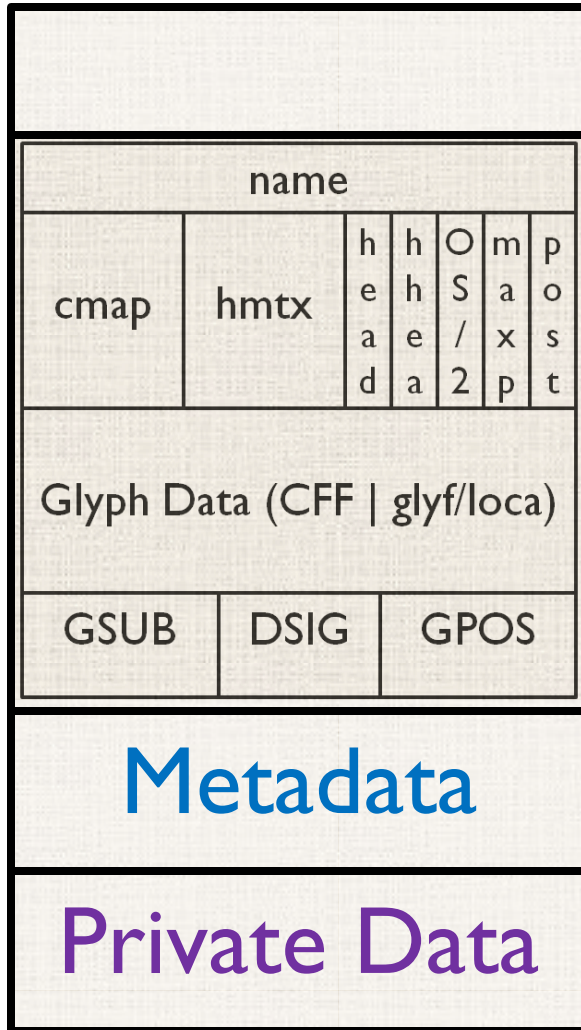 name
cmap
hmtx
head
hhea
OS/2
maxp
post
Glyph Data (CFF | glyf/loca)
GSUB
DSIG
GPOS
Metadata
Private Data